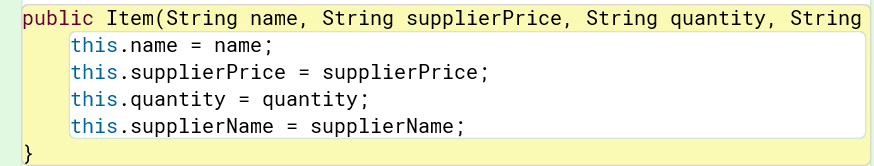 public Item(String name, String supplierPrice, String quantity, String
this.name = name;
this.supplierPrice = supplierPrice;
this.quantity = quantity;
this.supplierName = supplierName;
}